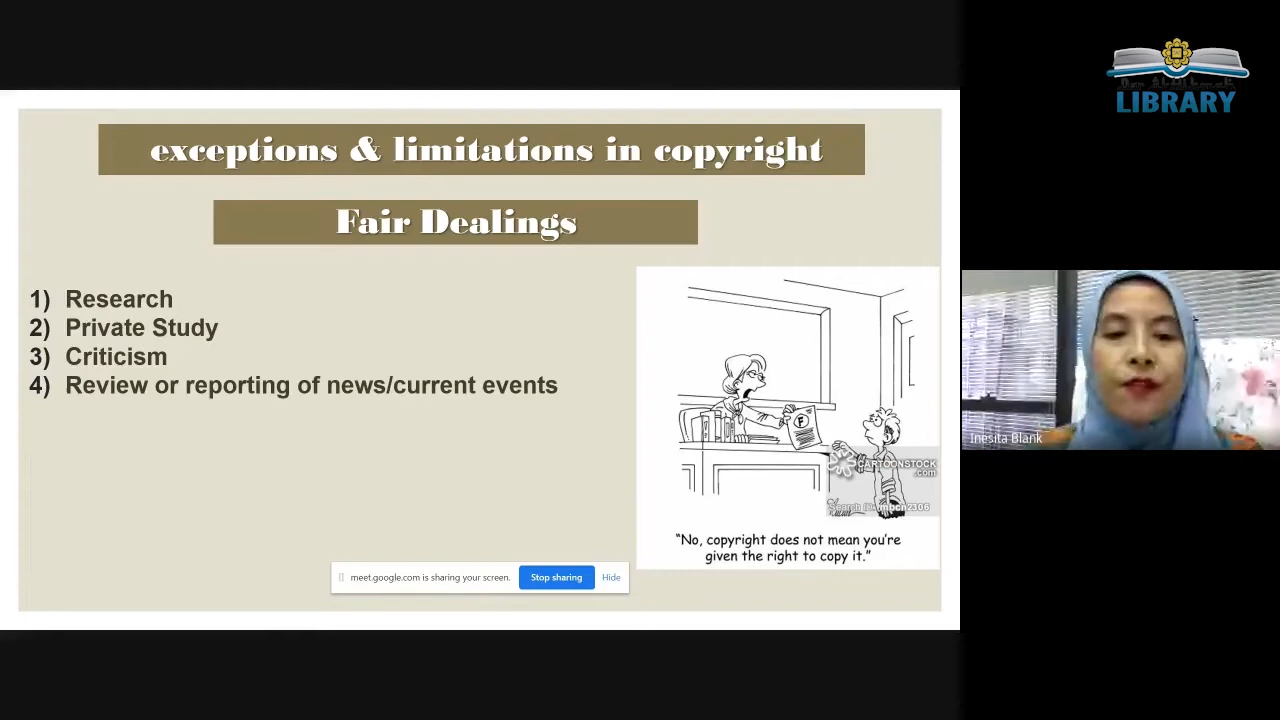 LIBRARY
exceptions & limitations in copyright
Fair Dealings
1) Research
2) Private Study
3) Criticism
4) Review or reporting of news/current events
F
CARTOONSTOCK
.com
"No, copyright does not mean you're
given the right to copy it."
meet.google.com is sharing your screen.
Stop sharing
Hide
Inesita Blank